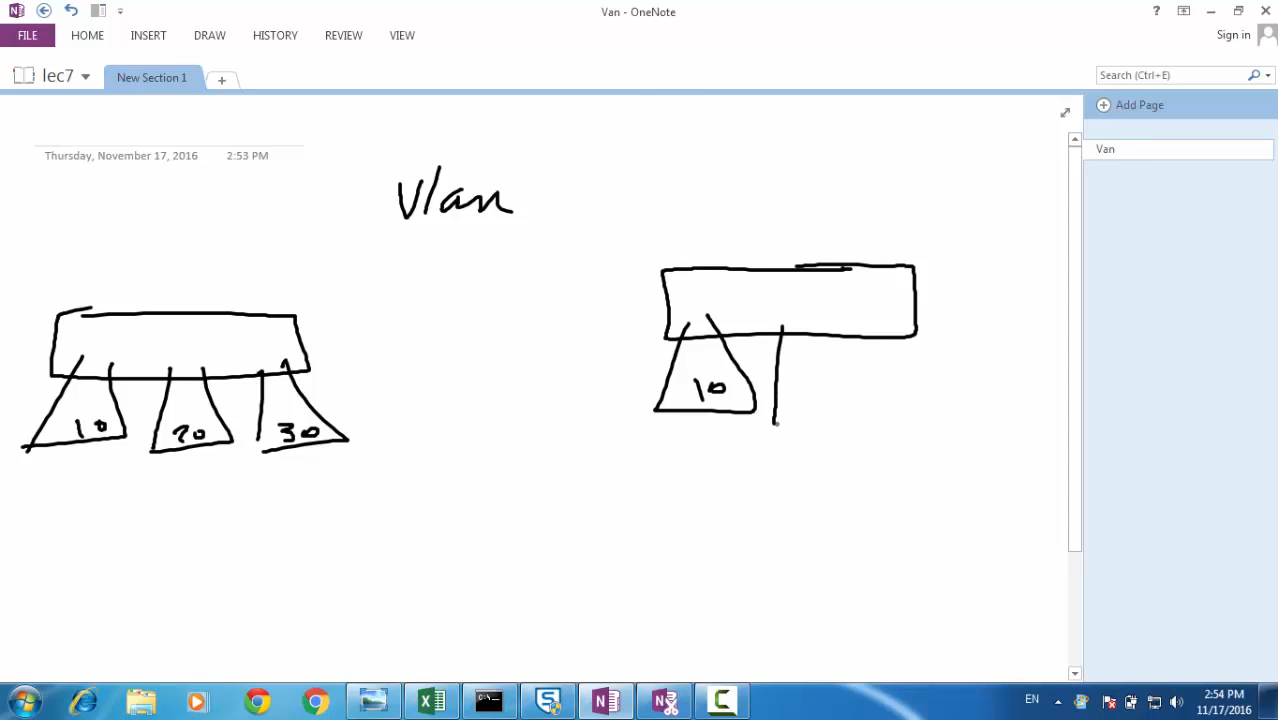 Van - OneNote
?
Sign in
FILE HOME INSERT DRAW HISTORY REVIEW VIEW
lec7 New Section 1
Search (Ctrl+E)
Add Page
Van
Thursday, November 17, 2016 2:53 PM
Vlan
10 20 30
10
EN
2:54 PM
11/17/2016